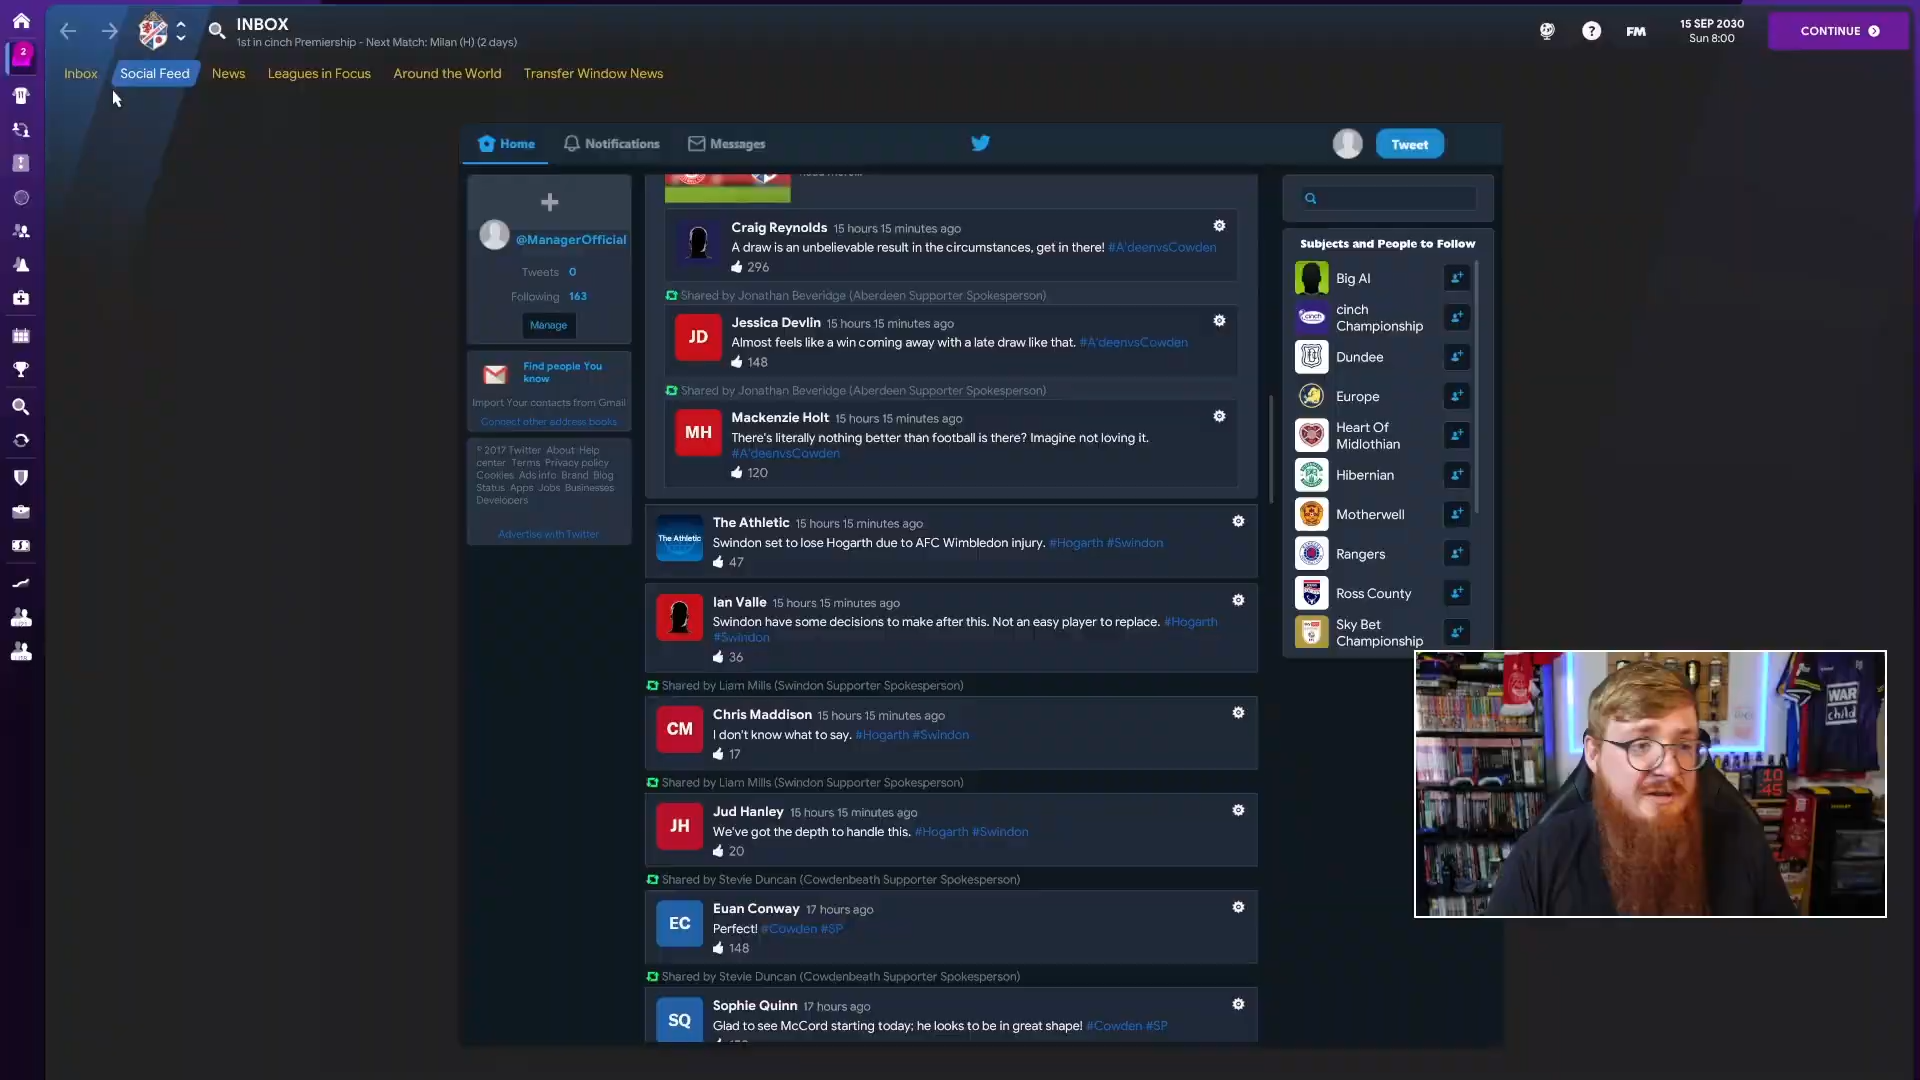 INBOX
1st in cinch Premiership - Next Match: Milan (H) (2 days)
FM
15 SEP 2030
Sun 8:00
CONTINUE
2
Inbox
Social Feed
News
Leagues in Focus
Around the World
Transfer Window News
Home
Notifications
Messages
Tweet
@ManagerOfficial
Tweets 0
Following 163
Manage
Find people You
know
Import Your contacts from Gmail
Connect other address books
© 2017 Twitter About Help
center Terms Privacy policy
Cookies Ads info Brand Blog
Status Apps Jobs Businesses
Developers
Advertise with Twitter
Craig Reynolds 15 hours 15 minutes ago
A draw is an unbelievable result in the circumstances, get in there! #A'deenvsCowden
296
Shared by Jonathan Beveridge (Aberdeen Supporter Spokesperson)
JD
Jessica Devlin 15 hours 15 minutes ago
Almost feels like a win coming away with a late draw like that. #A'deenvsCowden
148
Shared by Jonathan Beveridge (Aberdeen Supporter Spokesperson)
MH
Mackenzie Holt 15 hours 15 minutes ago
There's literally nothing better than football is there? Imagine not loving it.
#A'deenvsCowden
120
The Athletic
The Athletic 15 hours 15 minutes ago
Swindon set to lose Hogarth due to AFC Wimbledon injury. #Hogarth #Swindon
47
Ian Valle 15 hours 15 minutes ago
Swindon have some decisions to make after this. Not an easy player to replace. #Hogarth
#Swindon
36
Shared by Liam Mills (Swindon Supporter Spokesperson)
CM
Chris Maddison 15 hours 15 minutes ago
I don't know what to say. #Hogarth #Swindon
17
Shared by Liam Mills (Swindon Supporter Spokesperson)
JH
Jud Hanley 15 hours 15 minutes ago
We've got the depth to handle this. #Hogarth #Swindon
20
Shared by Stevie Duncan (Cowdenbeath Supporter Spokesperson)
EC
Euan Conway 17 hours ago
Perfect! #Cowden #SP
148
Shared by Stevie Duncan (Cowdenbeath Supporter Spokesperson)
SQ
Sophie Quinn 17 hours ago
Glad to see McCord starting today; he looks to be in great shape! #Cowden #SP
Subjects and People to Follow
Big Al
cinch
cinch
Championship
Dundee
Europe
Heart Of
Midlothian
Hibernian
Motherwell
Rangers
Ross County
Sky Bet
Championship
WAR
child
10
45